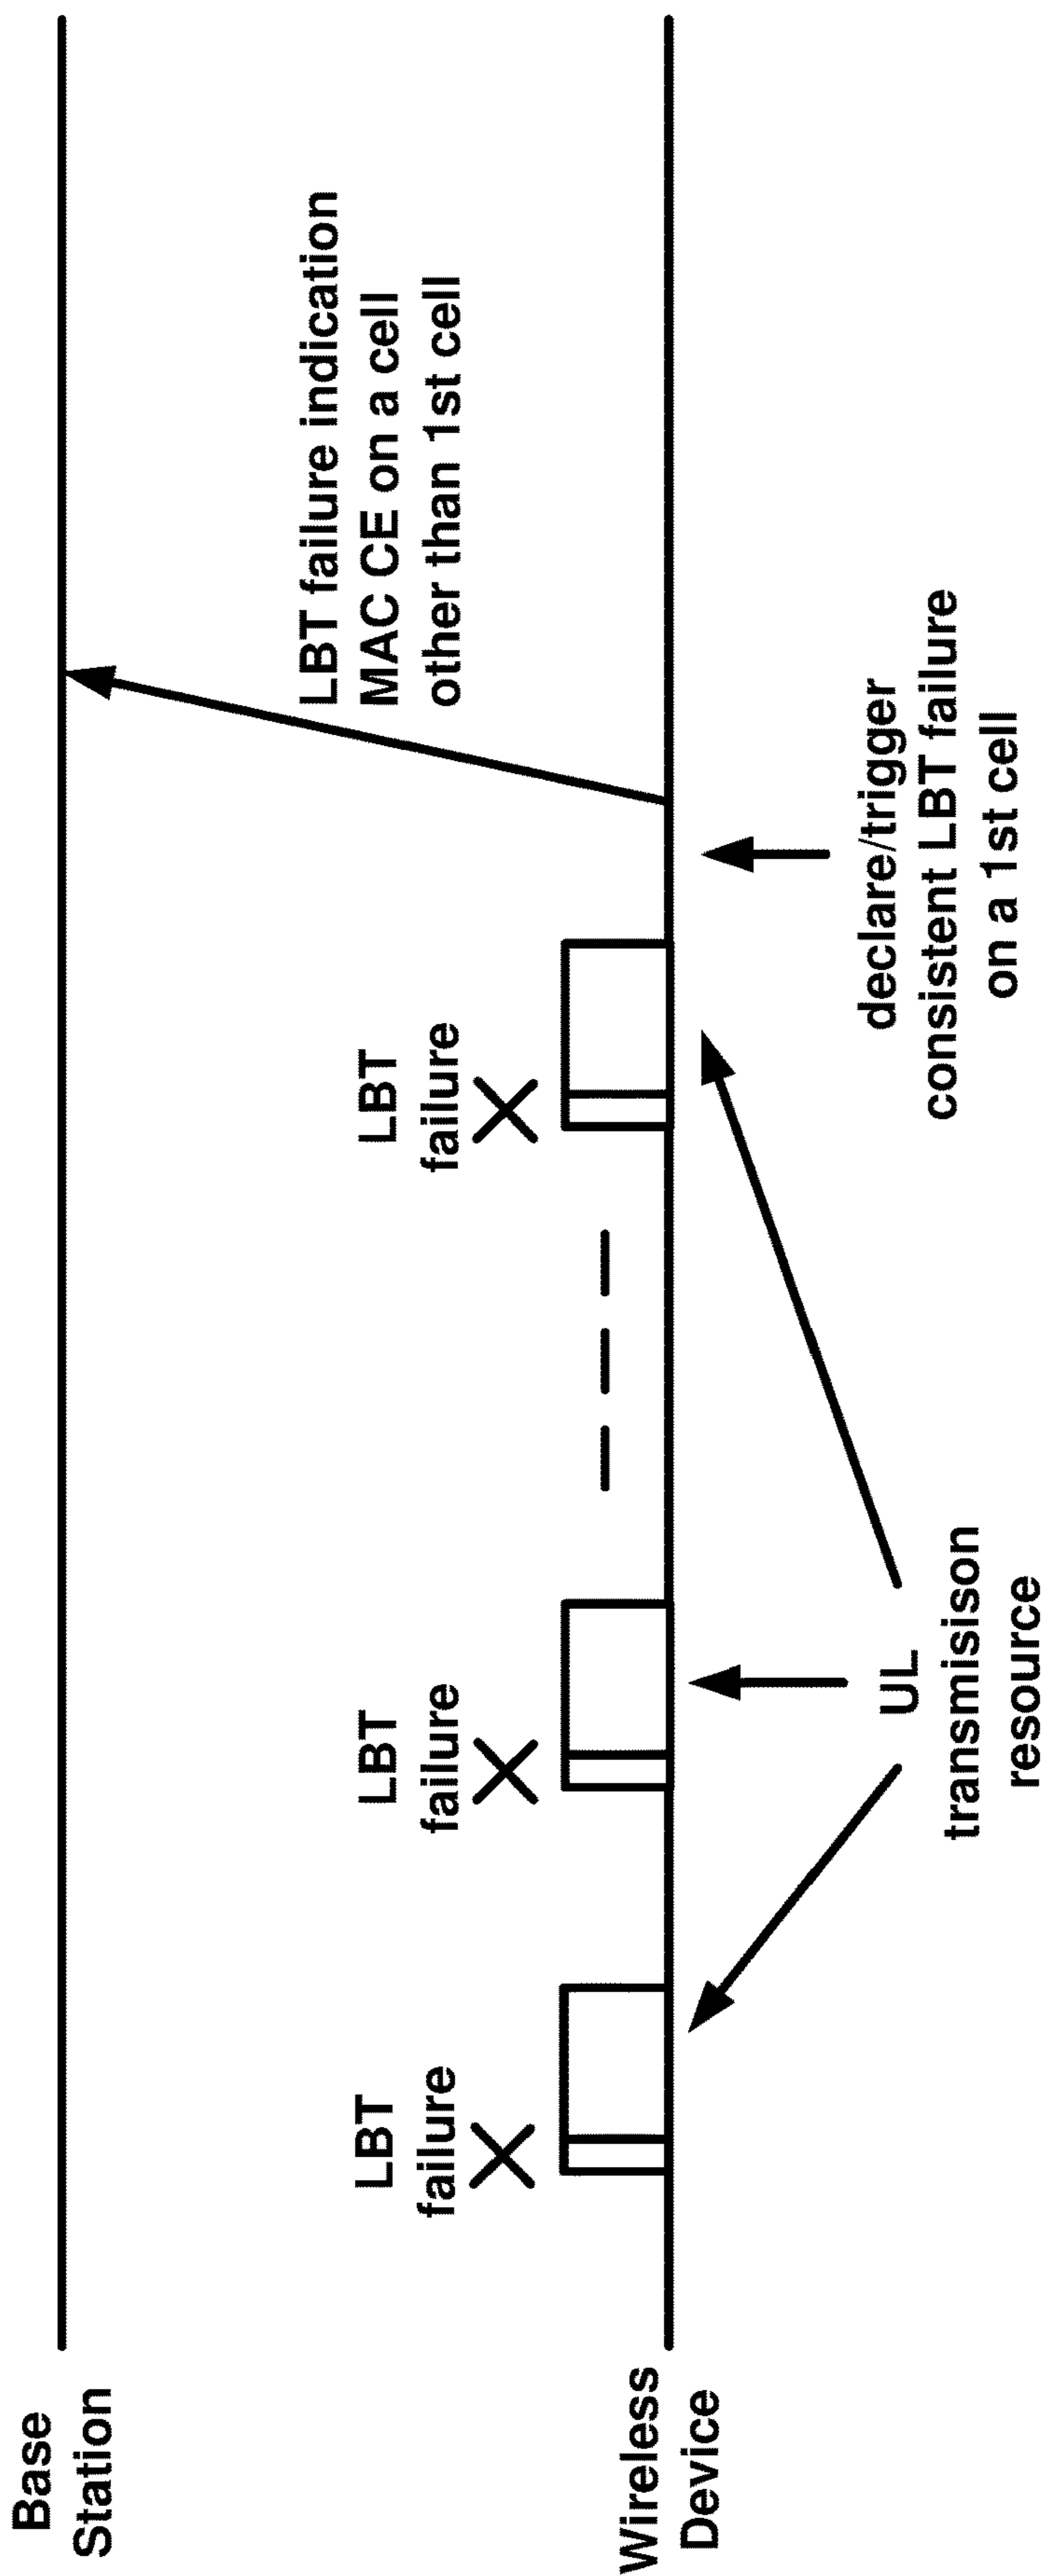 Base
Station
LBT failure indication
MAC CE on a cell
other than 1st cell
LBT
failure
LBT
failure
LBT
failure
Wireless
Device
UL
transmisison
resource
declare/trigger
consistent LBT failure
on a 1st cell